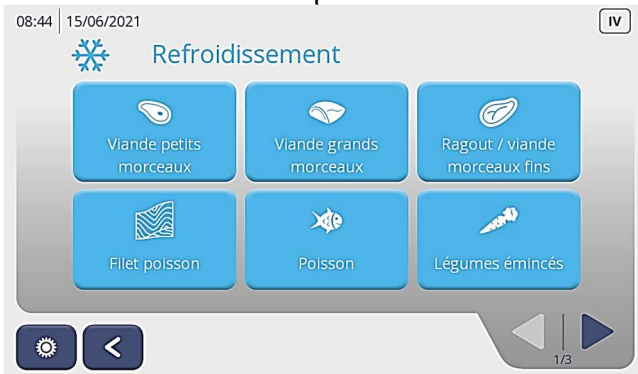 08:44 15/06/2021 IV
Refroidissement
Viande petits
morceaux
Viande grands
morceaux
Ragout / viande
morceaux fins
Filet poisson
Poisson
Légumes émincés
1/3